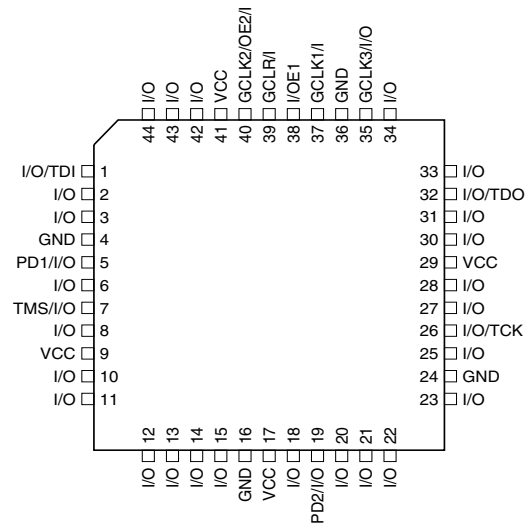 44 I/O
43 I/O
42 I/O
41 VCC
40 GCLK2/OE2/I
39 GCLR/I
38 I/OE1
37 GCLK1/I
36 GND
35 GCLK3/I/O
34 I/O
I/O/TDI 1
I/O 2
I/O 3
GND 4
PD1/I/O 5
I/O 6
TMS/I/O 7
I/O 8
VCC 9
I/O 10
I/O 11
33 I/O
32 I/O/TDO
31 I/O
30 I/O
29 VCC
28 I/O
27 I/O
26 I/O/TCK
25 I/O
24 GND
23 I/O
I/O 12
I/O 13
I/O 14
I/O 15
GND 16
VCC 17
I/O 18
PD2/I/O 19
I/O 20
I/O 21
I/O 22